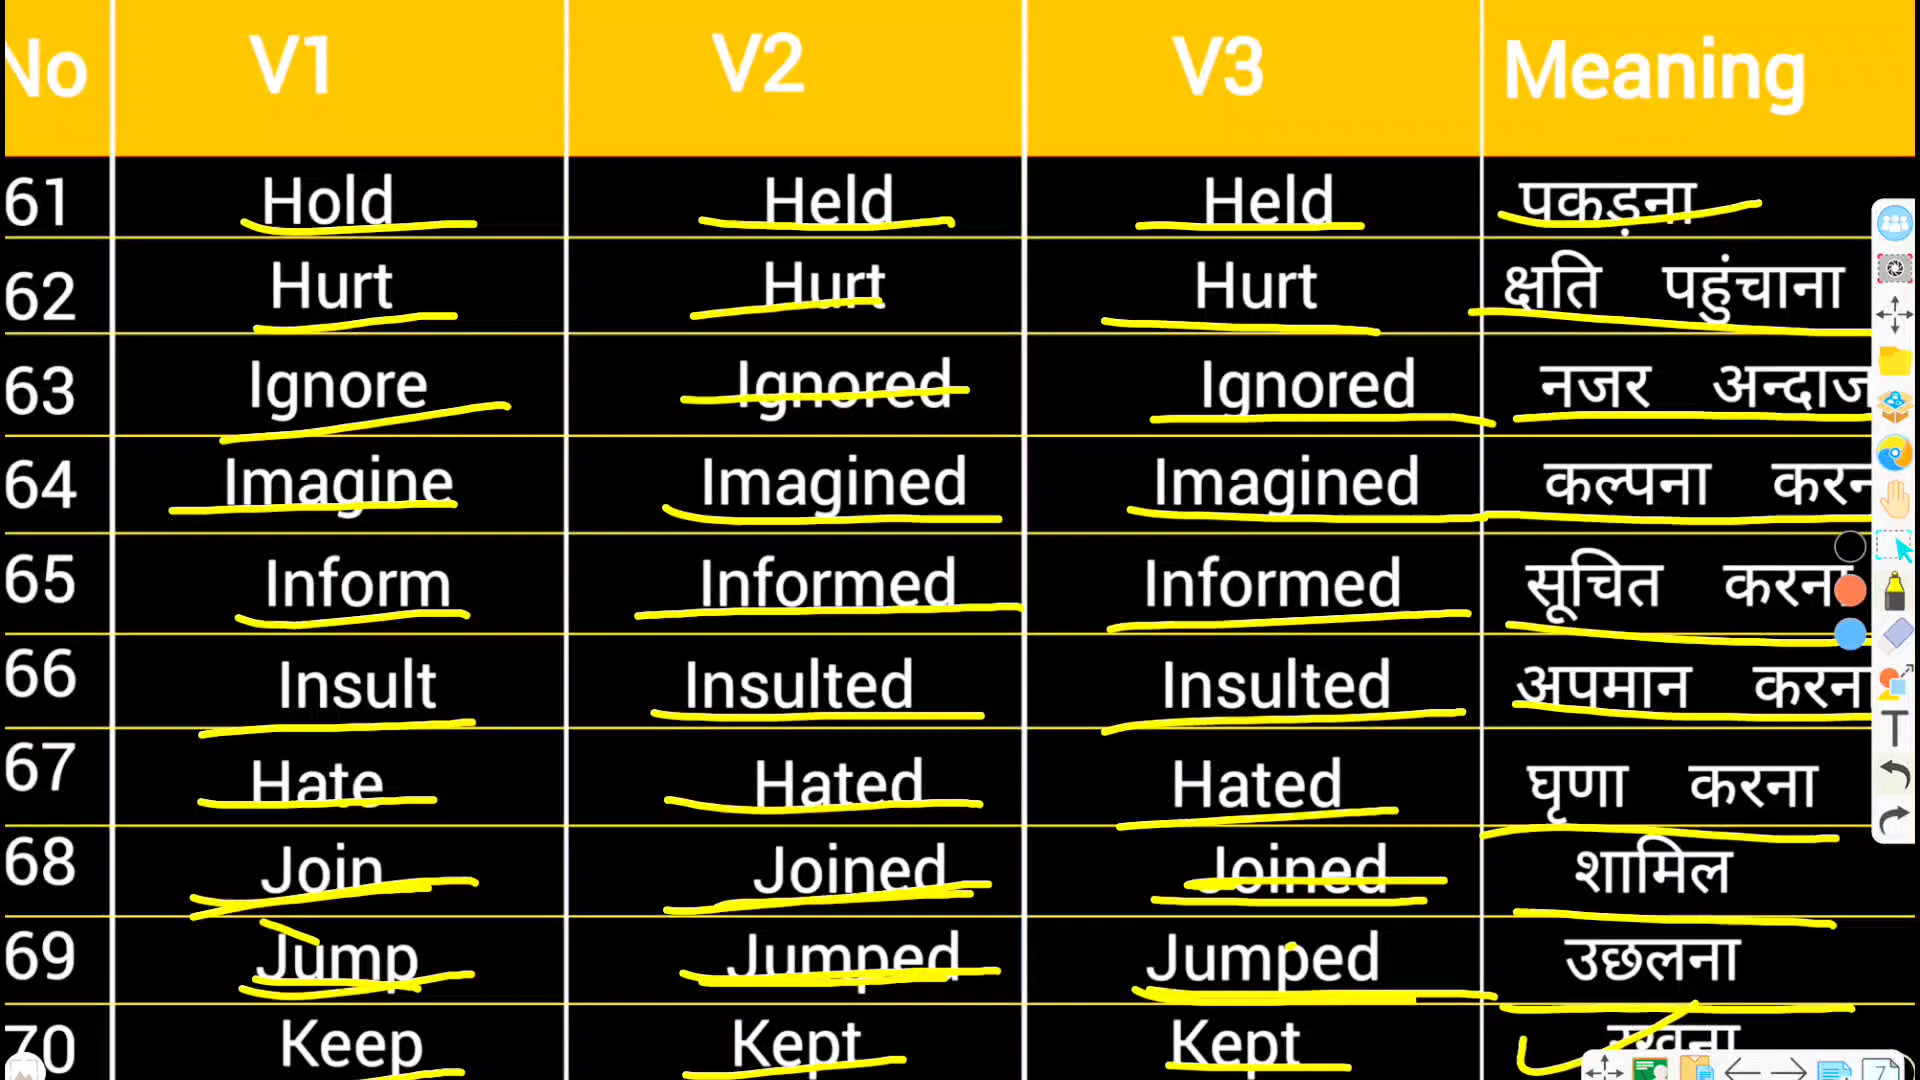 No V1 V2 V3 Meaning
61 Hold Held Held पकड़ना
62 Hurt Hurt Hurt क्षति पहुंचाना
63 Ignore Ignored Ignored नजर अन्दाज
64 Imagine Imagined Imagined कल्पना करन
65 Inform Informed Informed सूचित करना
66 Insult Insulted Insulted अपमान करना
67 Hate Hated Hated घृणा करना
68 Join Joined Joined शामिल
69 Jump Jumped Jumped उछलना
70 Keep Kept Kept रखना
T
7